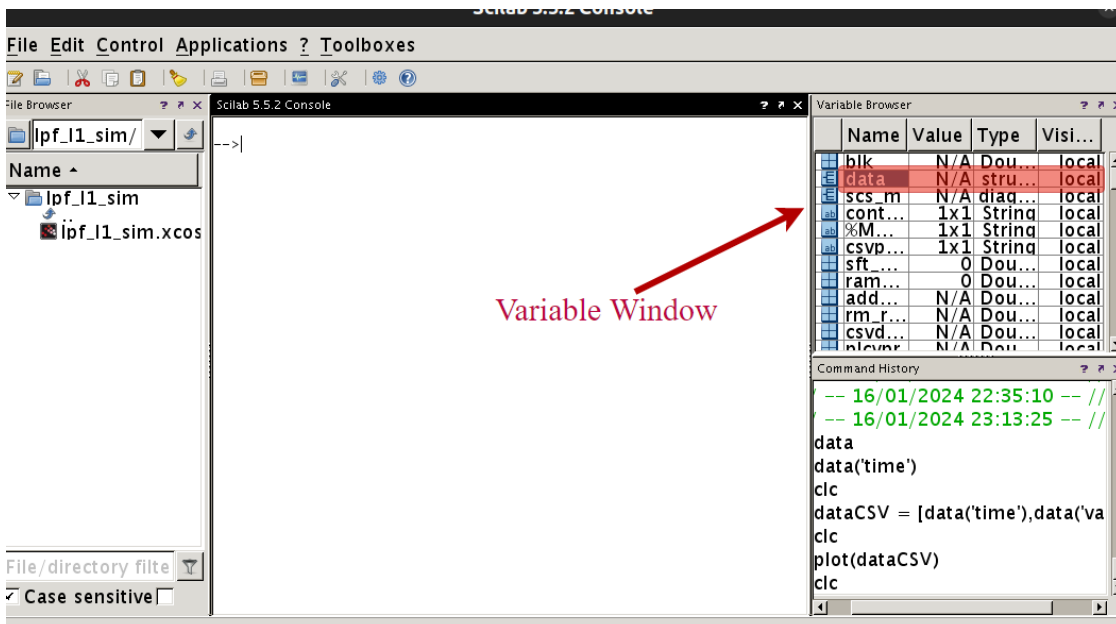 Scilab 5.5.2 Console
File Edit Control Applications ? Toolboxes
File Browser ? x
lpf_l1_sim/
Name
lpf_l1_sim
..
lpf_l1_sim.xcos
File/directory filte
Case sensitive
Scilab 5.5.2 Console ? x
-->
Variable Window
Variable Browser ?
Name Value Type Visi...
blk N/A Dou... local
data N/A stru... local
scs_m N/A diag... local
cont... 1x1 String local
%M... 1x1 String local
csvp... 1x1 String local
sft_... 0 Dou... local
ram... 0 Dou... local
add... N/A Dou... local
rm_r... N/A Dou... local
csvd... N/A Dou... local
N/A Dou... local
Command History ?
/ -- 16/01/2024 22:35:10 -- //
/ -- 16/01/2024 23:13:25 -- //
data
data('time')
clc
dataCSV = [data('time'),data('va
clc
plot(dataCSV)
clc